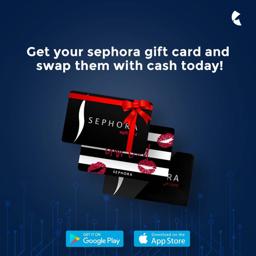 Get your sephora gift card and
swap them with cash today!
SEPHORA
SEPHORA
RA
GET IT ON
Google Play
Download on the
App Store